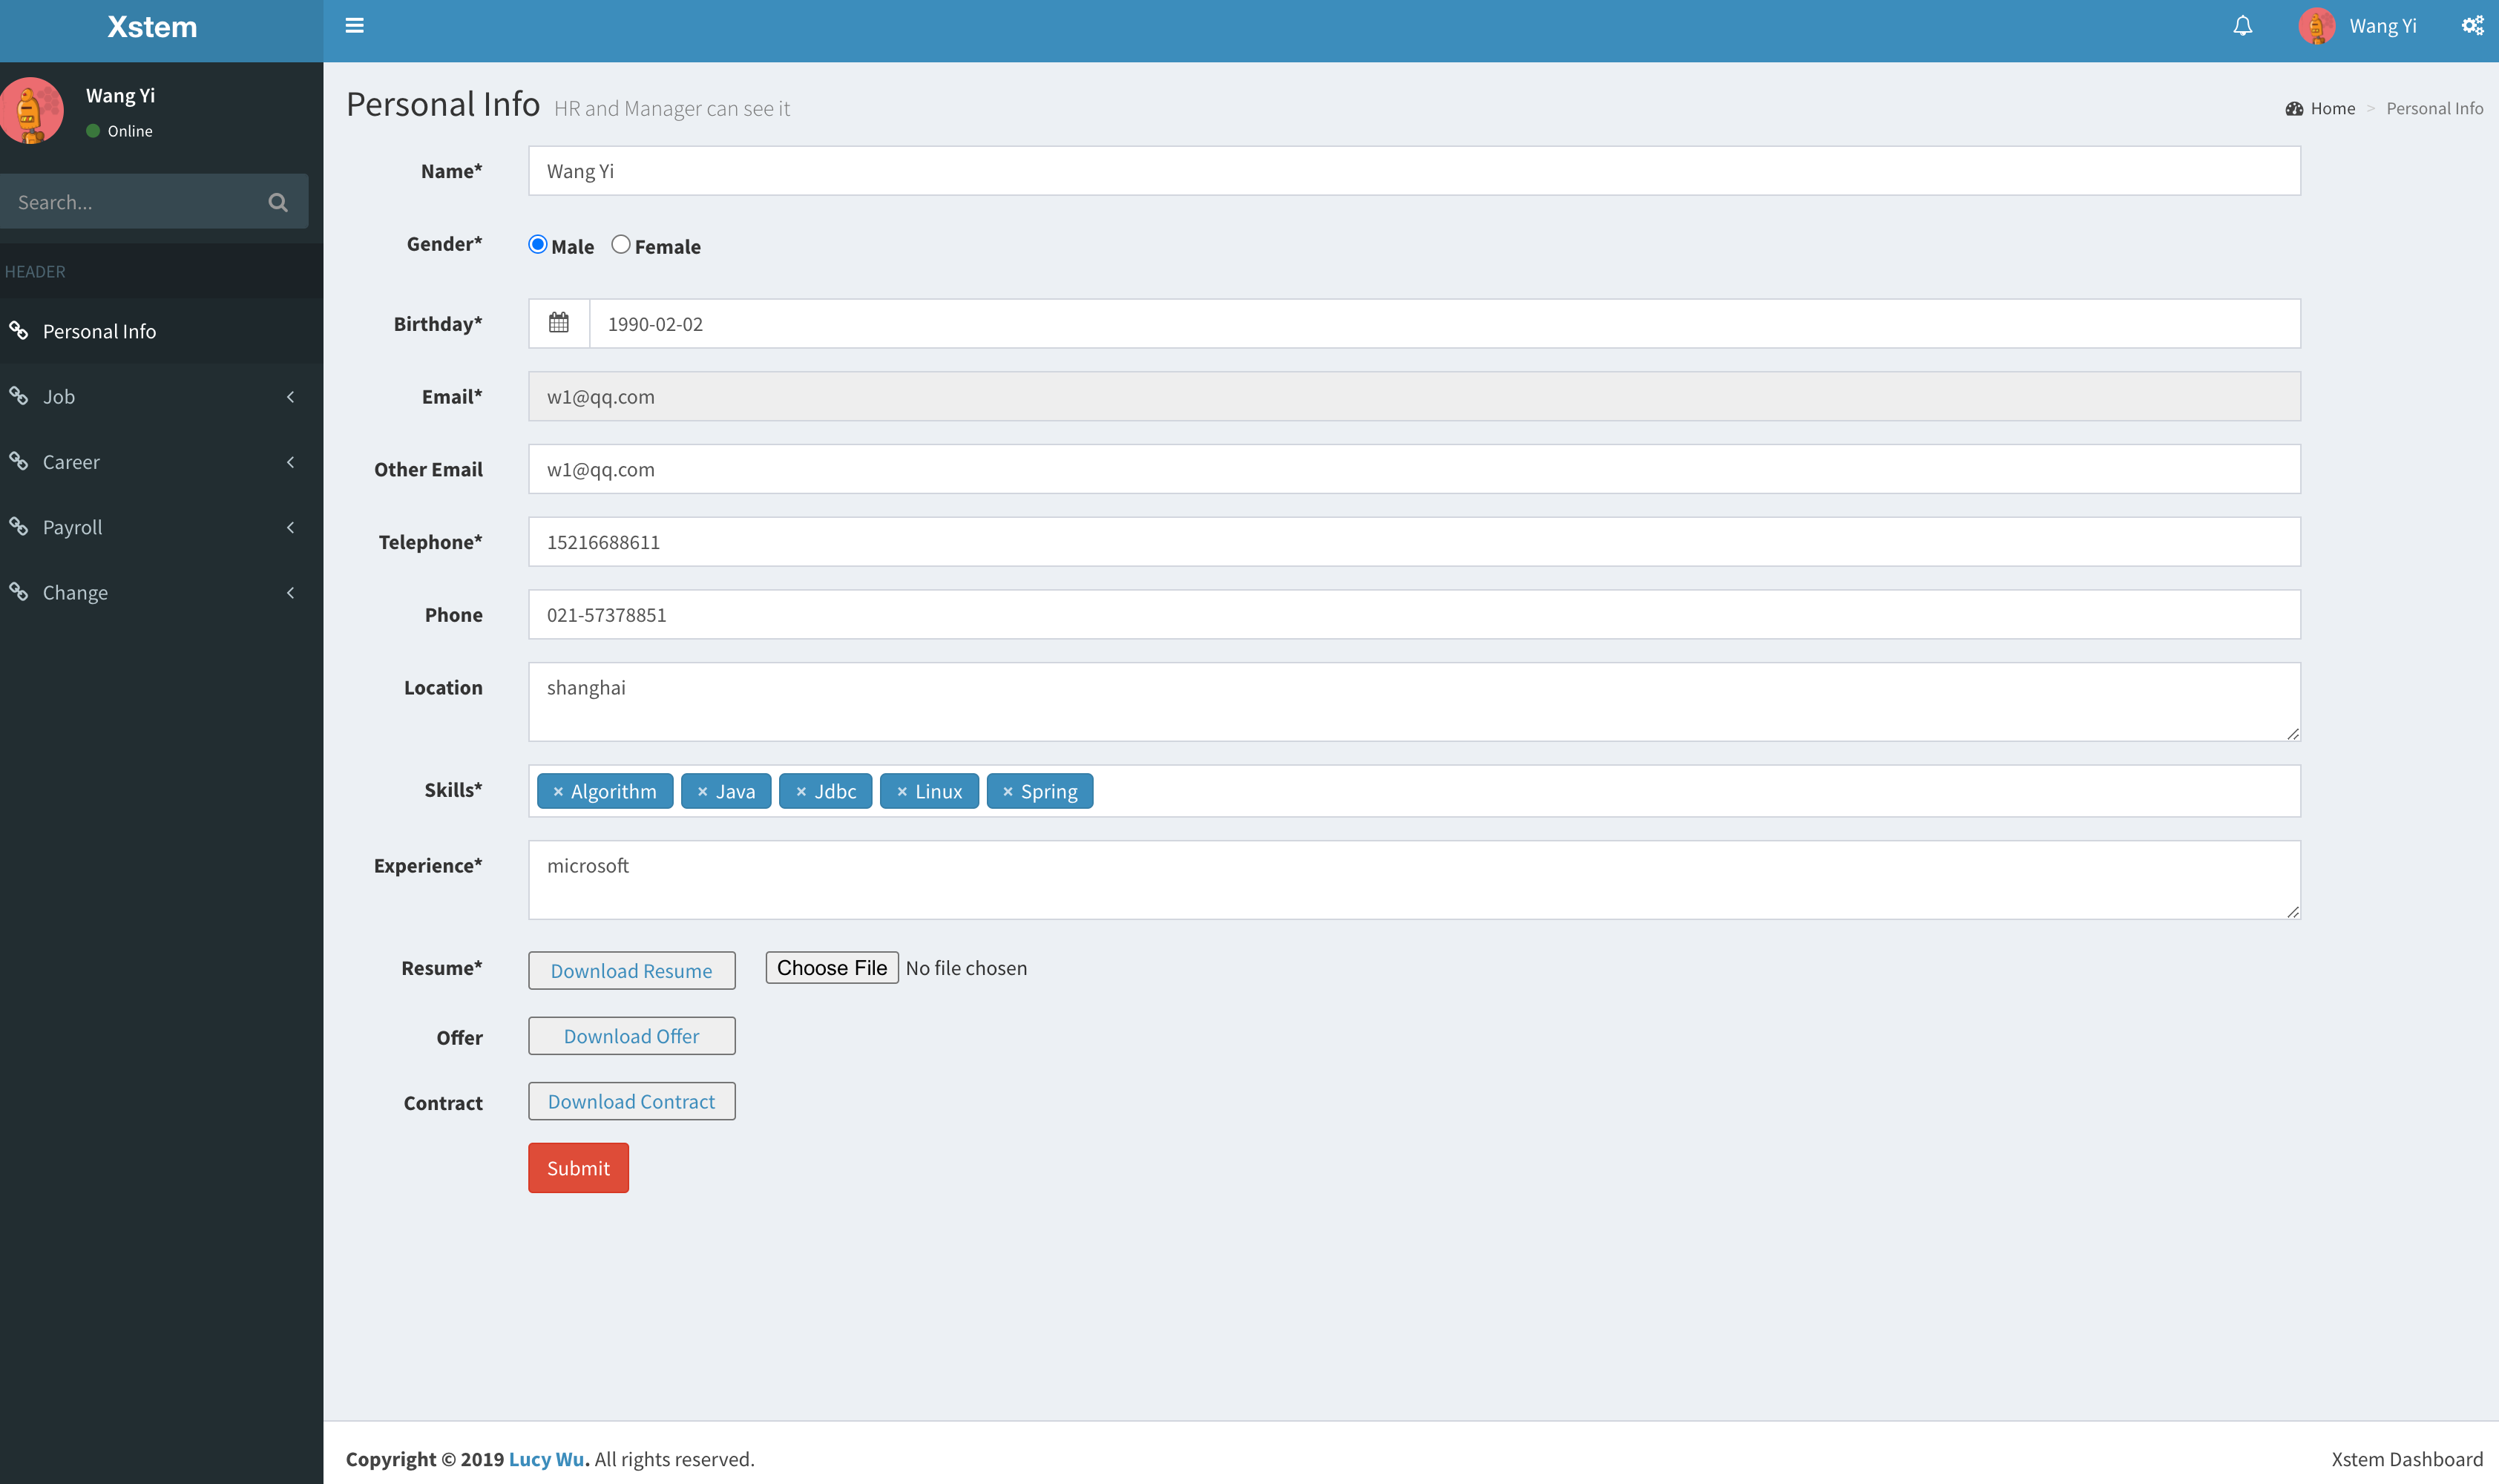 Xstem
Wang Yi
Wang Yi
Online
Search...
HEADER
Personal Info
Job
Career
Payroll
Change
Personal Info HR and Manager can see it
Home > Personal Info
Name* Wang Yi
Gender* Male Female
Birthday* 1990-02-02
Email* w1@qq.com
Other Email w1@qq.com
Telephone* 15216688611
Phone 021-57378851
Location shanghai
Skills* × Algorithm × Java × Jdbc × Linux × Spring
Experience* microsoft
Resume* Download Resume Choose File No file chosen
Offer Download Offer
Contract Download Contract
Submit
Copyright © 2019 Lucy Wu. All rights reserved.
Xstem Dashboard